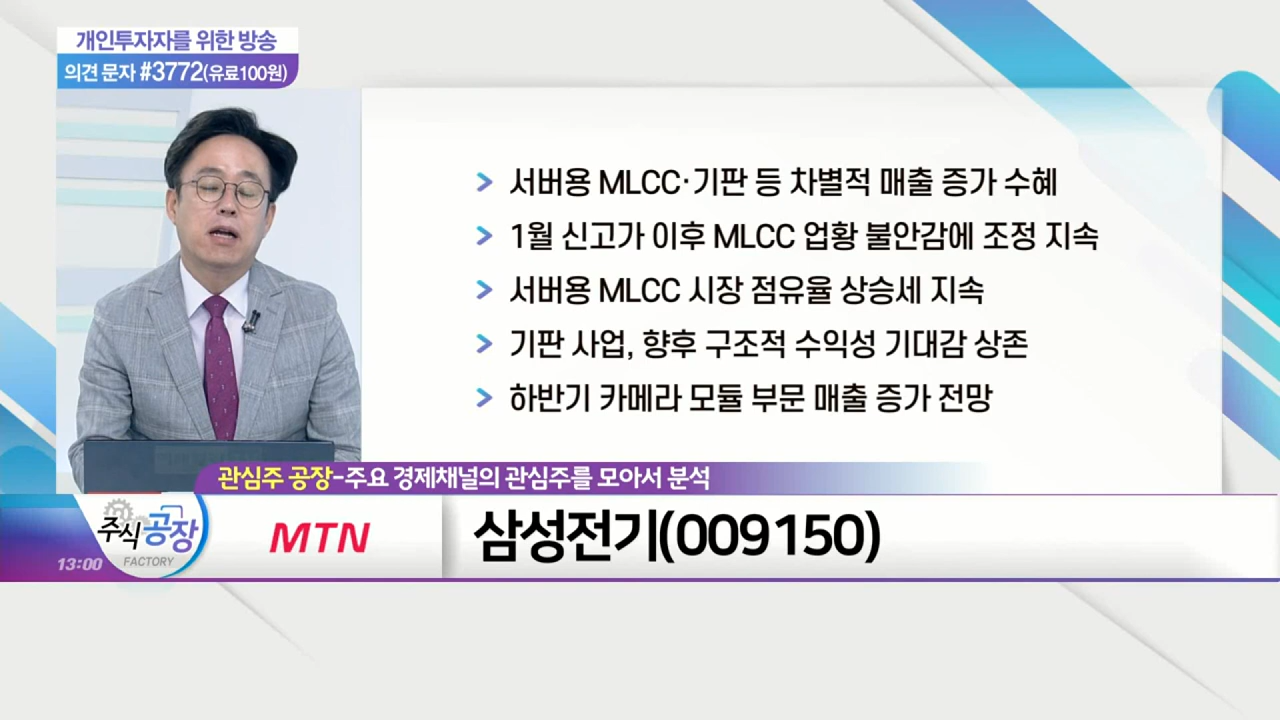 개인투자자를 위한 방송
의견 문자 #3772(유료100원)
서버용 MLCC·기판 등 차별적 매출 증가 수혜
1월 신고가 이후 MLCC 업황 불안감에 조정 지속
서버용 MLCC 시장 점유율 상승세 지속
기판 사업, 향후 구조적 수익성 기대감 상존
하반기 카메라 모듈 부문 매출 증가 전망
관심주 공장-주요 경제채널의 관심주를 모아서 분석
주식공장
FACTORY
13:00
MTN
삼성전기(009150)